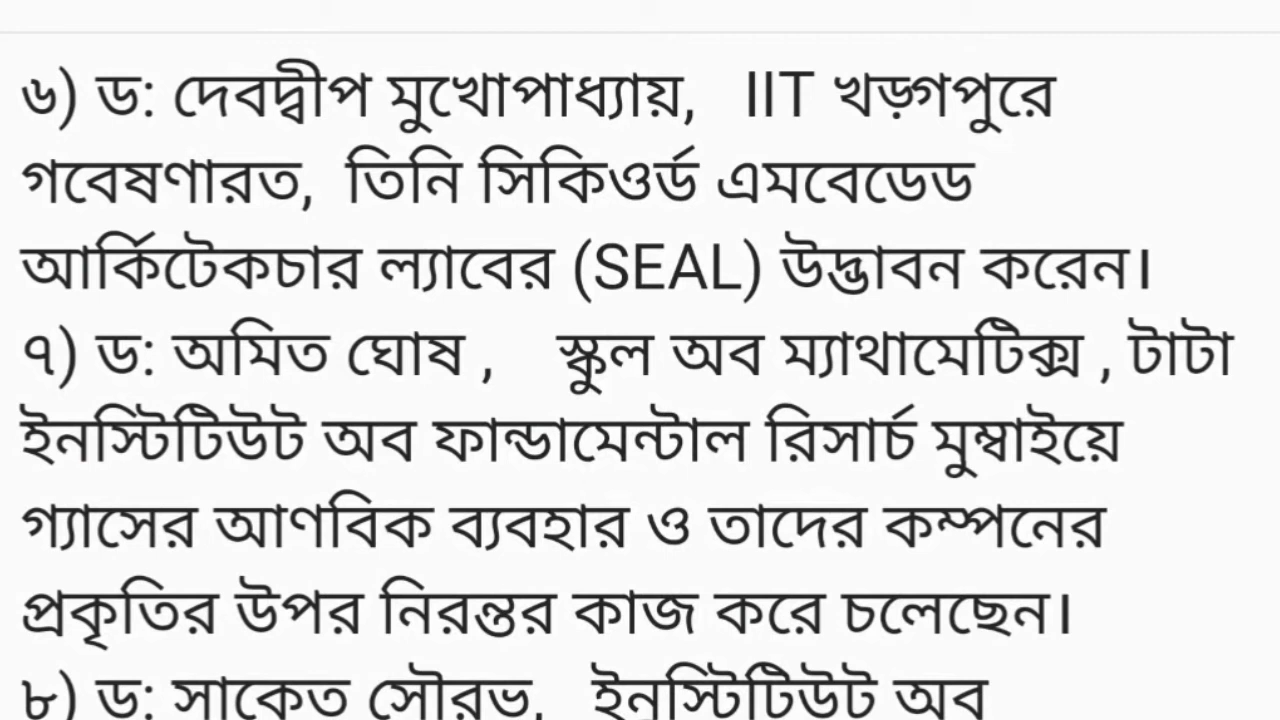 ৬) ড: দেবদ্বীপ মুখোপাধ্যায়, IIT খড়্গপুরে
গবেষণারত, তিনি সিকিওর্ড এমবেডেড
আর্কিটেকচার ল্যাবের (SEAL) উদ্ভাবন করেন।
৭) ড: অমিত ঘোষ , স্কুল অব ম্যাথামেটিক্স , টাটা
ইনস্টিটিউট অব ফান্ডামেন্টাল রিসার্চ মুম্বাইয়ে
গ্যাসের আণবিক ব্যবহার ও তাদের কম্পনের
প্রকৃতির উপর নিরন্তর কাজ করে চলেছেন।
৮) ড: সাকেত সৌরভ, ইনস্টিটিউট অব